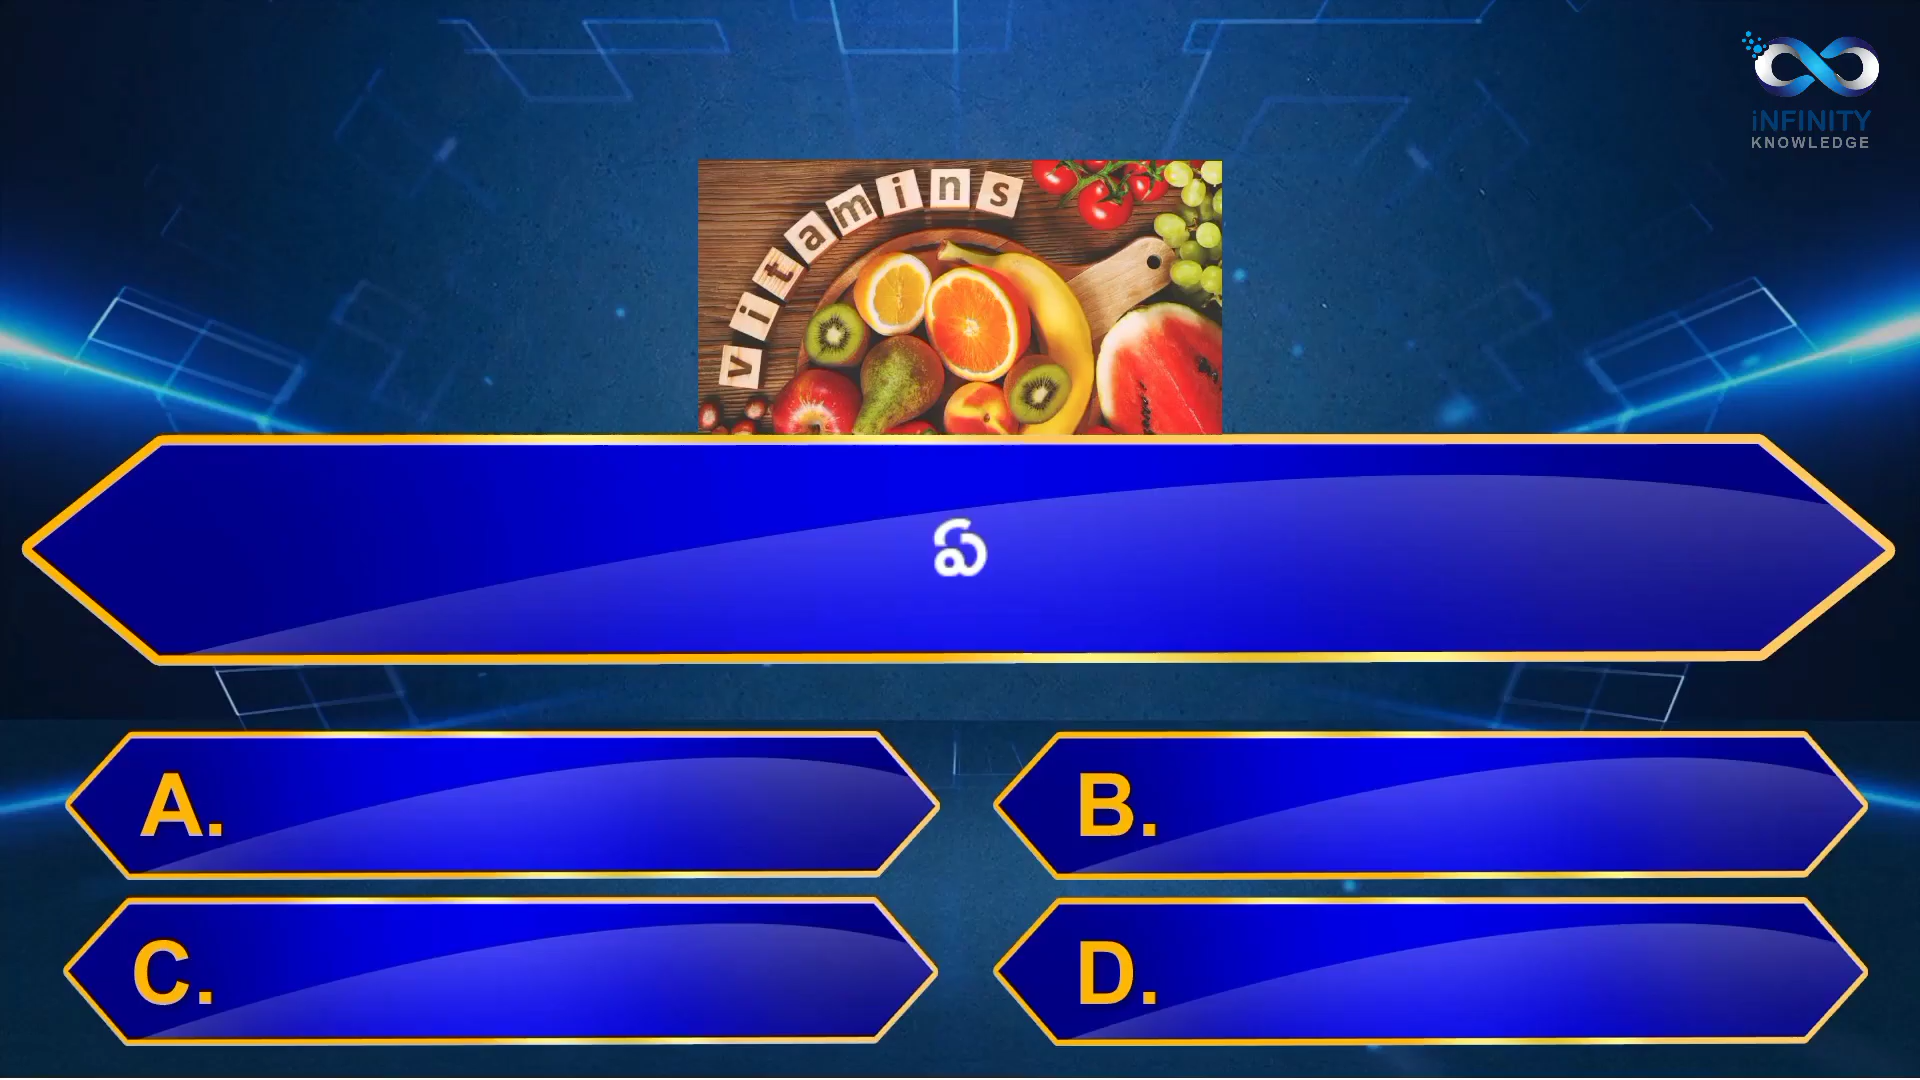 iNFINITY
KNOWLEDGE
vitamins
ఏ
A.
B.
C.
D.